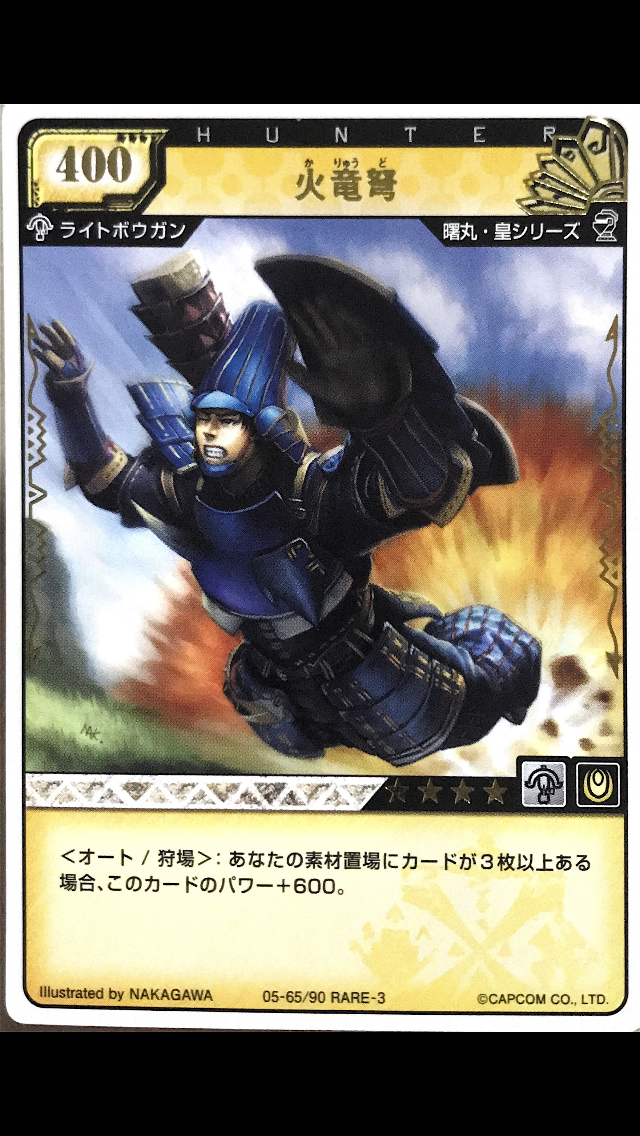 HUNTER
400
かりゅうど
火竜弩
ライトボウガン
曙丸・皇シリーズ
NAK.
＜オート / 狩場＞：あなたの素材置場にカードが３枚以上ある
場合、このカードのパワー＋600。
Illustrated by NAKAGAWA 05-65/90 RARE-3 ©CAPCOM CO., LTD.